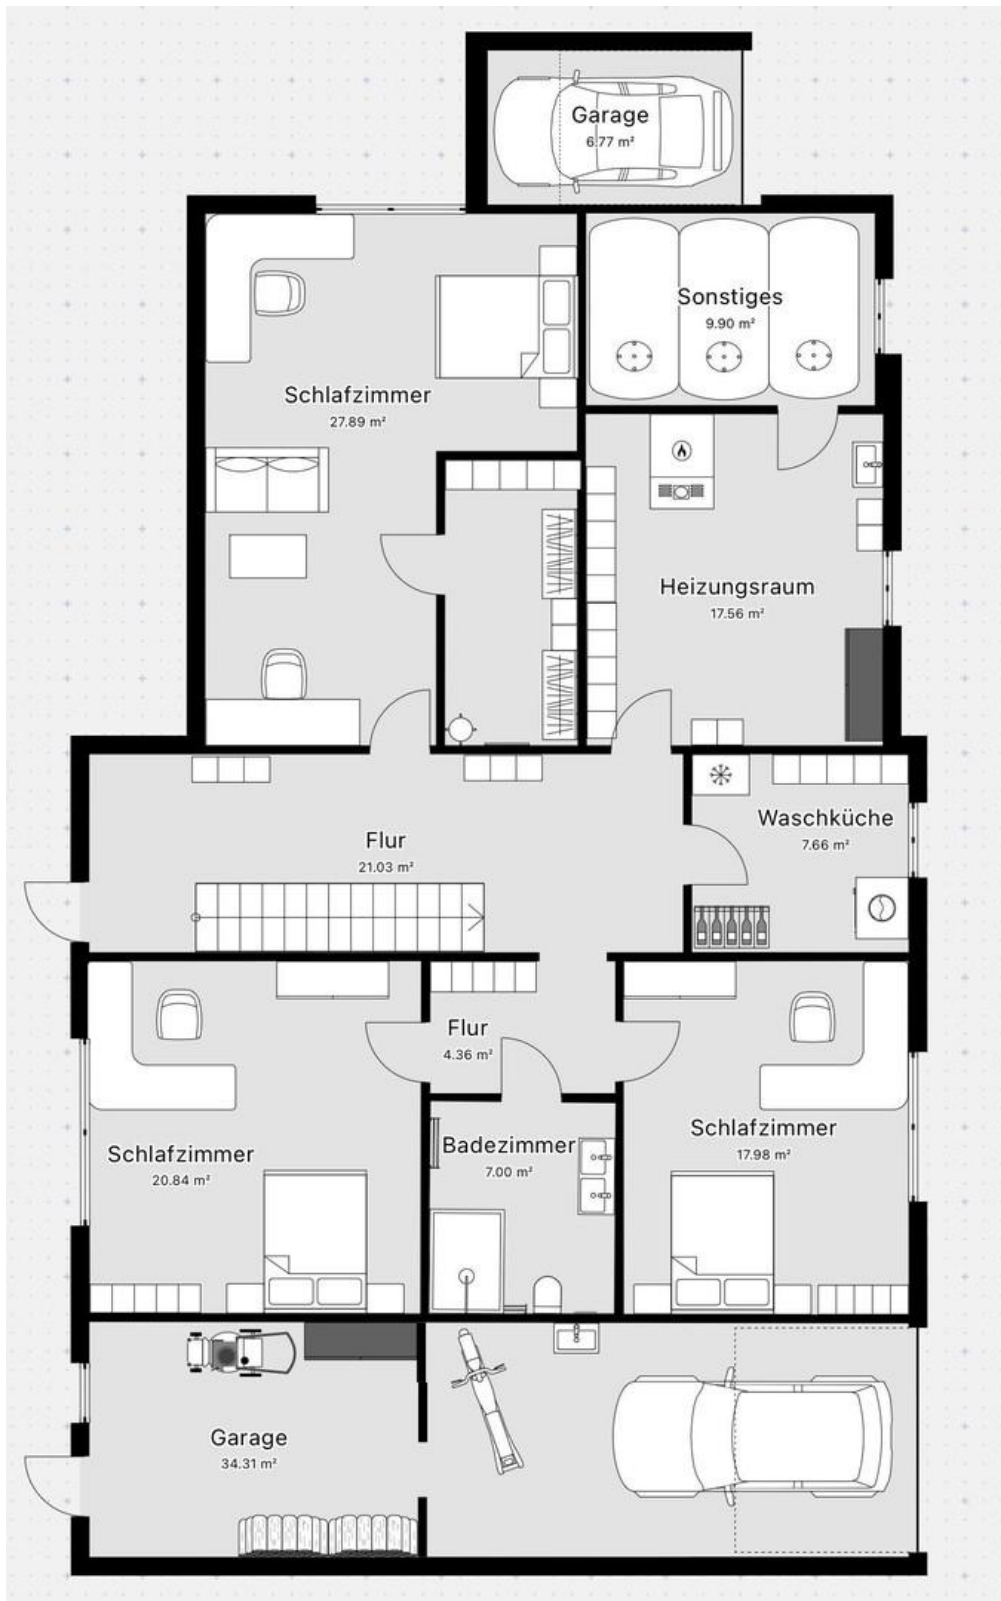 Garage
6.77 m²
Sonstiges
9.90 m²
Schlafzimmer
27.89 m²
Heizungsraum
17.56 m²
Waschküche
7.66 m²
Flur
21.03 m²
Flur
4.36 m²
Schlafzimmer
17.98 m²
Badezimmer
7.00 m²
Schlafzimmer
20.84 m²
Garage
34.31 m²